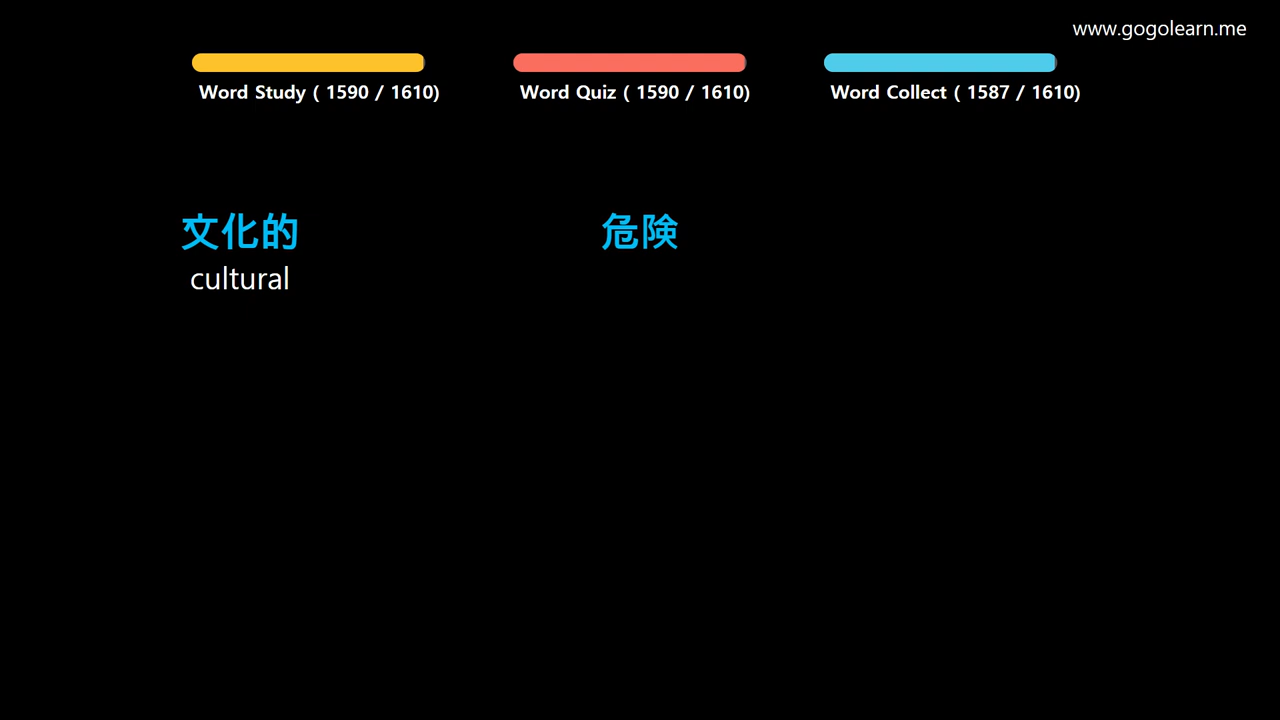 www.gogolearn.me
Word Study ( 1590 / 1610)
Word Quiz ( 1590 / 1610)
Word Collect ( 1587 / 1610)
文化的
危険
cultural